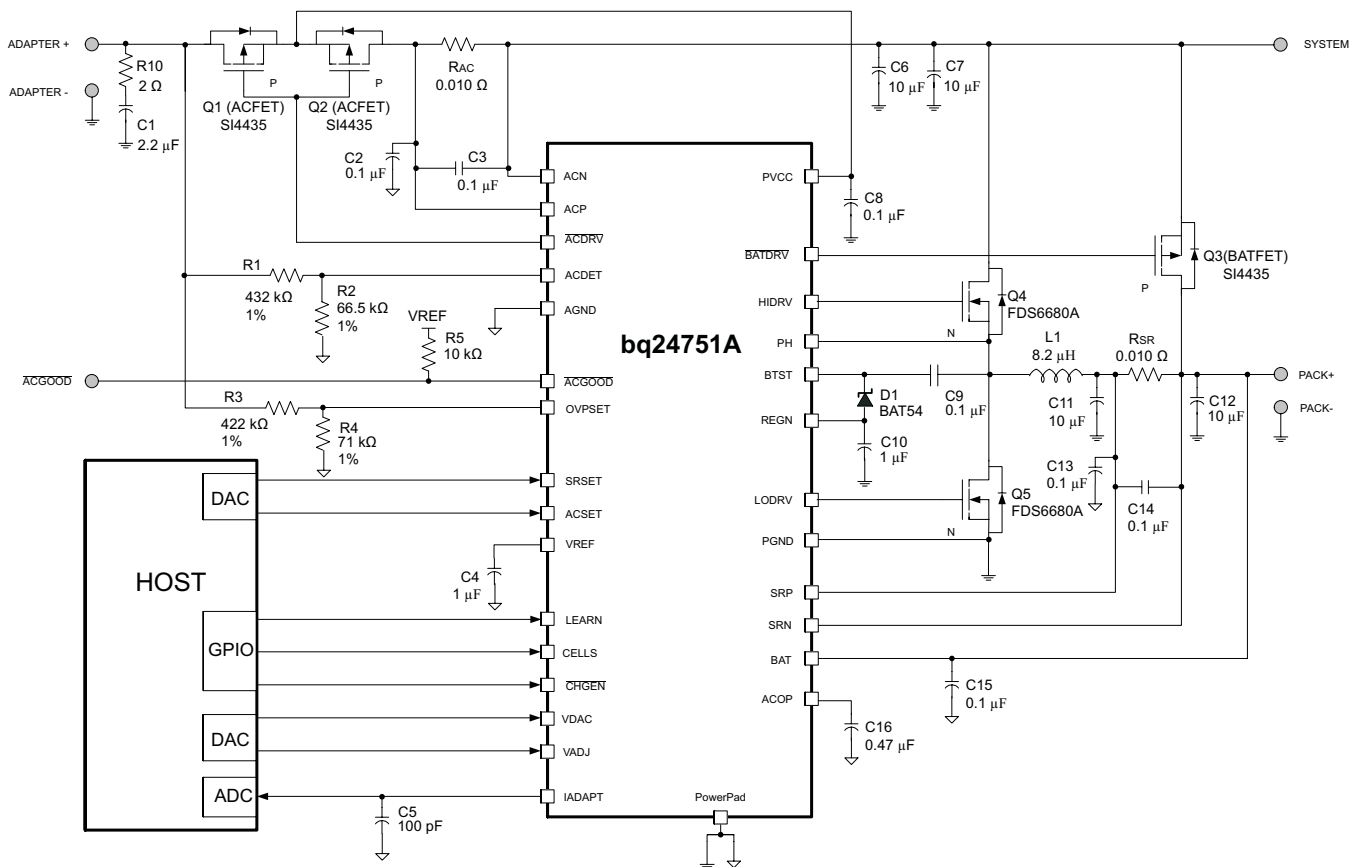 ADAPTER +
ADAPTER -
R10
2 Ω
C1
2.2 µF
P
Q1 (ACFET)
SI4435
P
Q2 (ACFET)
SI4435
RAC
0.010 Ω
C6
10 µF
C7
10 µF
SYSTEM
C2
0.1 µF
C3
0.1 µF
R1
432 kΩ
1%
R2
66.5 kΩ
1%
VREF
R5
10 kΩ
ACGOOD
R3
422 kΩ
1%
R4
71 kΩ
1%
HOST
DAC
GPIO
DAC
ADC
C4
1 µF
C5
100 pF
bq24751A
ACN
ACP
ACDRV
ACDET
AGND
ACGOOD
OVPSET
SRSET
ACSET
VREF
LEARN
CELLS
CHGEN
VDAC
VADJ
IADAPT
PVCC
BATDRV
HIDRV
PH
BTST
REGN
LODRV
PGND
SRP
SRN
BAT
ACOP
PowerPad
C8
0.1 µF
Q3(BATFET)
SI4435
P
Q4
FDS6680A
N
L1
8.2 µH
RSR
0.010 Ω
D1
BAT54
C9
0.1 µF
C10
1 µF
C11
10 µF
C12
10 µF
PACK+
PACK-
C13
0.1 µF
C14
0.1 µF
Q5
FDS6680A
N
C15
0.1 µF
C16
0.47 µF